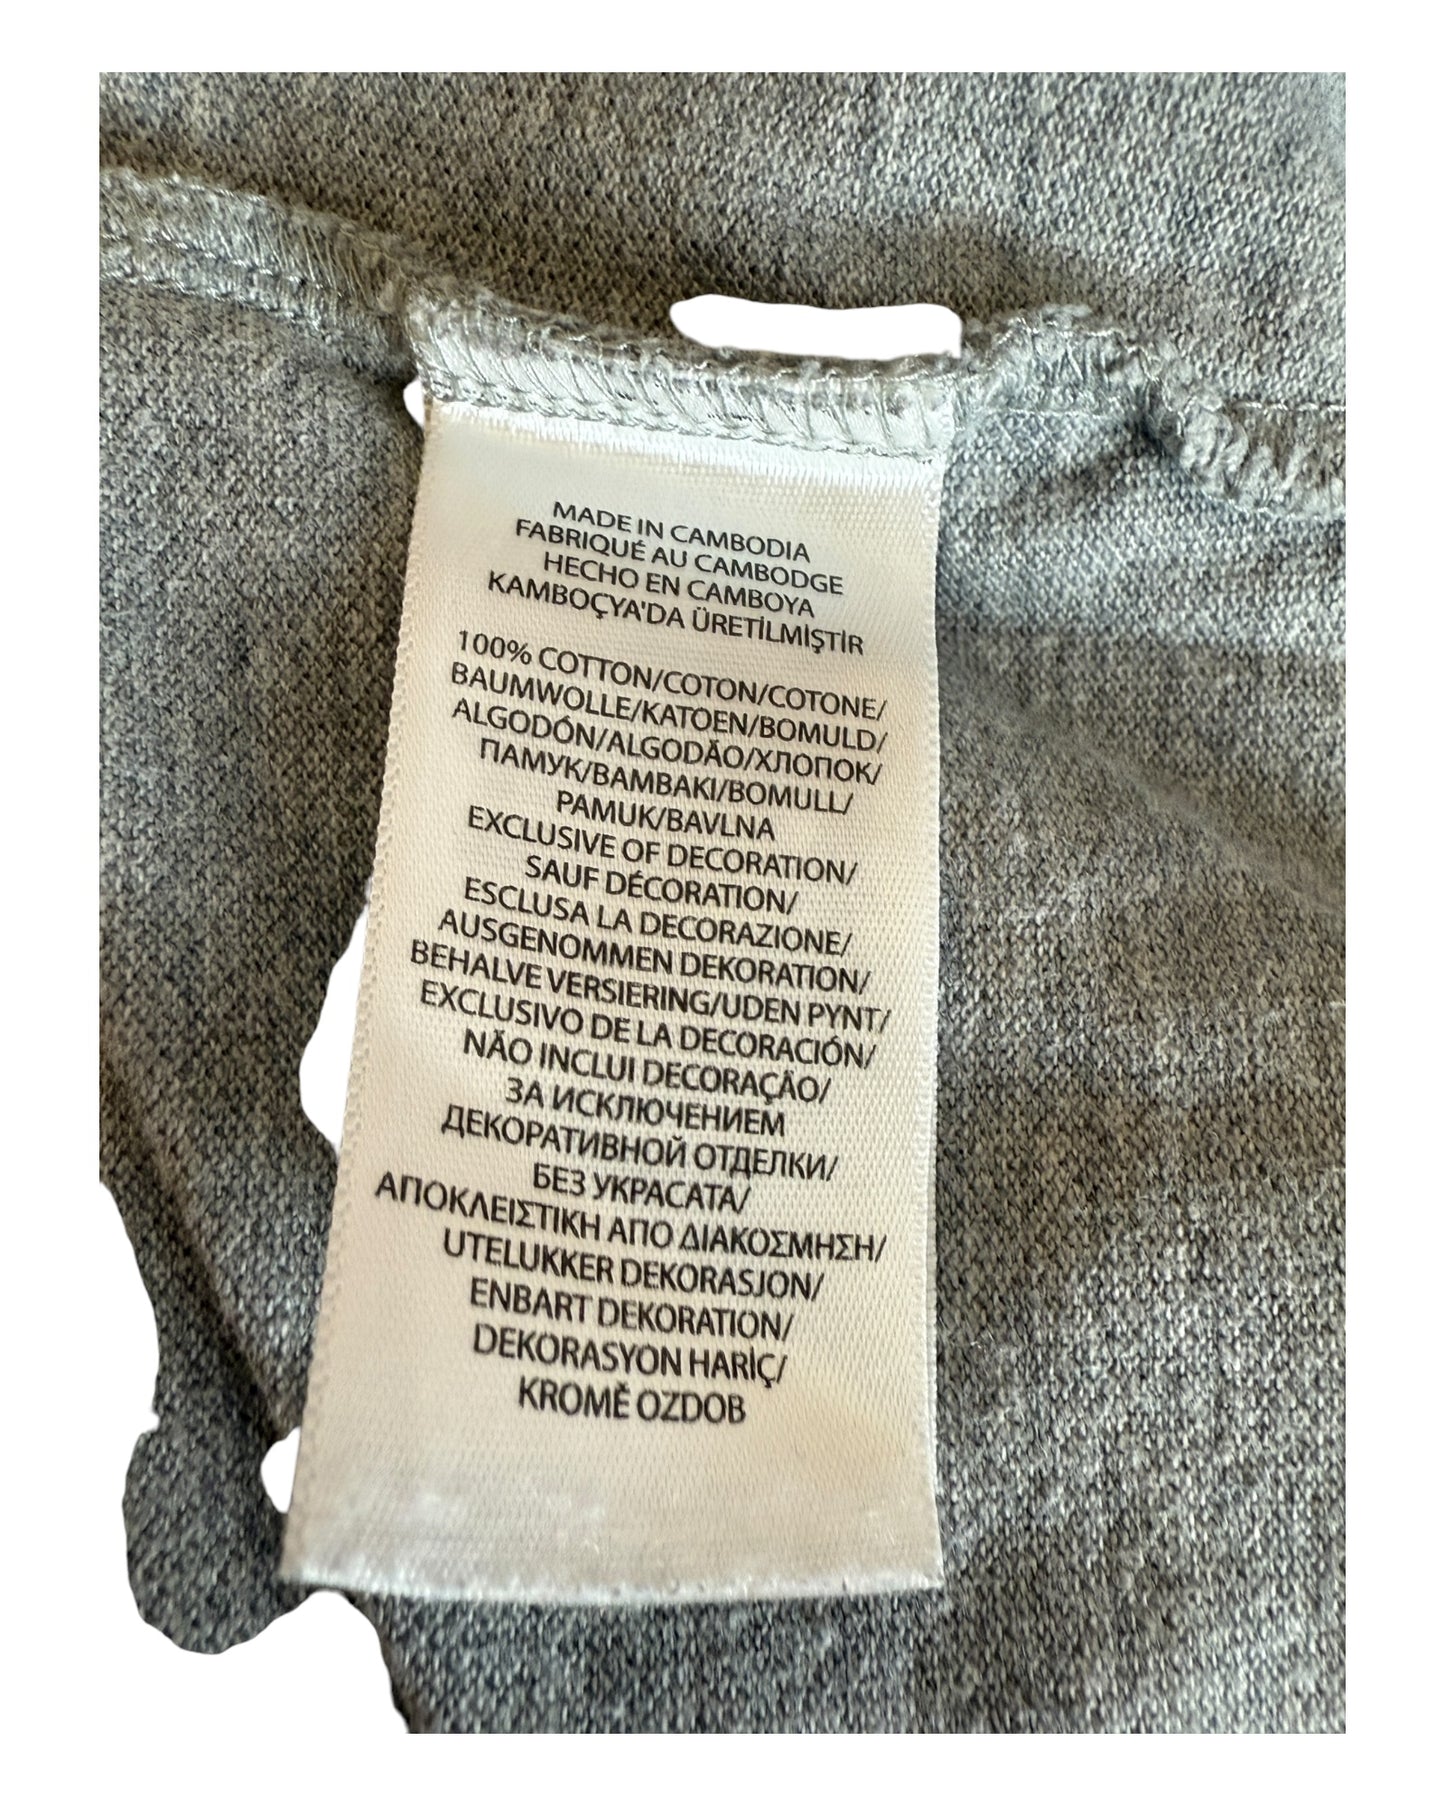 MADE IN CAMBODIA
FABRIQUÉ AU CAMBODGE
HECHO EN CAMBOYA
KAMBOÇYA'DA ÜRETİLMİŞTİR
100% COTTON/COTON/COTONE/
BAUMWOLLE/KATOEN/BOMULD/
ALGODÓN/ALGODÃO/ХЛОПОК/
ПАМУК/BAMBAKI/BOMULL/
PAMUK/BAVLNA
EXCLUSIVE OF DECORATION/
SAUF DÉCORATION/
ESCLUSA LA DECORAZIONE/
AUSGENOMMEN DEKORATION/
BEHALVE VERSIERING/UDEN PYNT/
EXCLUSIVO DE LA DECORACIÓN/
NÃO INCLUI DECORAÇÃO/
ЗА ИСКЛЮЧЕНИЕМ
ДЕКОРАТИВНОЙ ОТДЕЛКИ/
БЕЗ УКРАСАТА/
ΑΠΟΚΛΕΙΣΤΙΚΗ ΑΠΟ ΔΙΑΚΟΣΜΗΣΗ/
UTELUKKER DEKORASJON/
ENBART DEKORATION/
DEKORASYON HARİÇ/
KROMĚ OZDOB